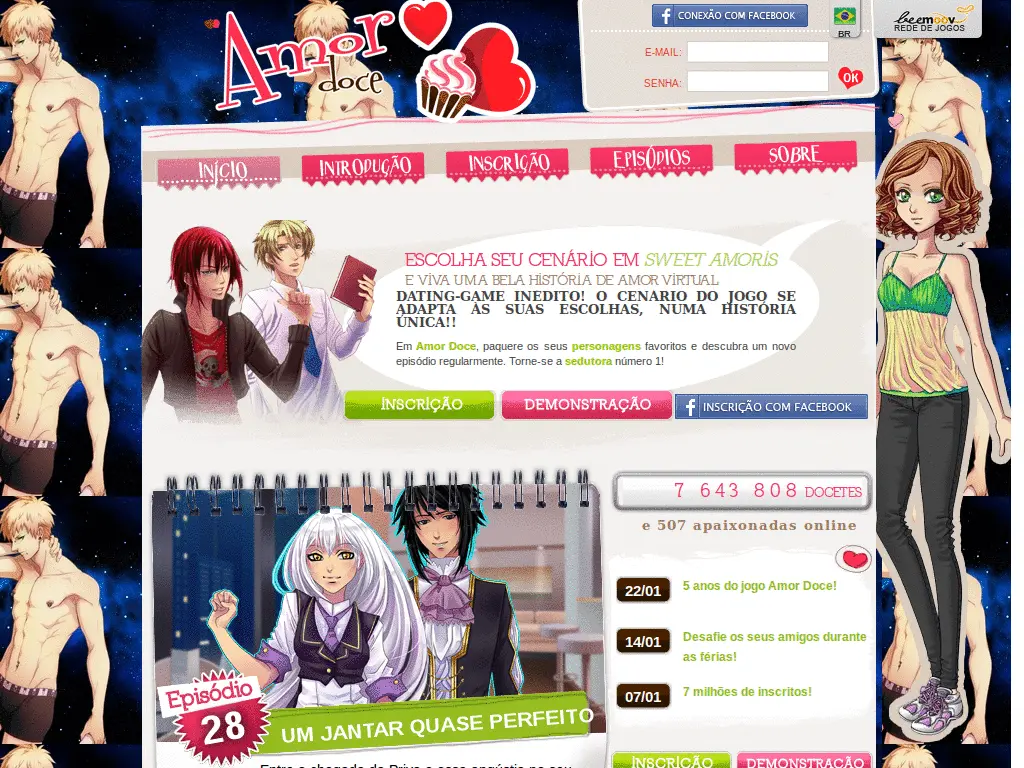 Amor
doce
CONEXÃO COM FACEBOOK
BR
beemoov
REDE DE JOGOS
E-MAIL:
SENHA:
OK
INÍCIO
INTRODUÇÃO
INSCRIÇÃO
EPISÓDIOS
SOBRE
ESCOLHA SEU CENÁRIO EM SWEET AMORIS
E VIVA UMA BELA HISTÓRIA DE AMOR VIRTUAL
DATING-GAME INEDITO! O CENARIO DO JOGO SE
ADAPTA ÀS SUAS ESCOLHAS, NUMA HISTÓRIA
ÚNICA!!
Em Amor Doce, paquere os seus personagens favoritos e descubra um novo
episódio regularmente. Torne-se a sedutora número 1!
INSCRIÇÃO
DEMONSTRAÇÃO
INSCRIÇÃO COM FACEBOOK
7 643 808 DOCETES
e 507 apaixonadas online
22/01 5 anos do jogo Amor Doce!
14/01 Desafie os seus amigos durante
as férias!
07/01 7 milhões de inscritos!
Episódio
28
UM JANTAR QUASE PERFEITO
INSCRIÇÃO
DEMONSTRAÇÃO